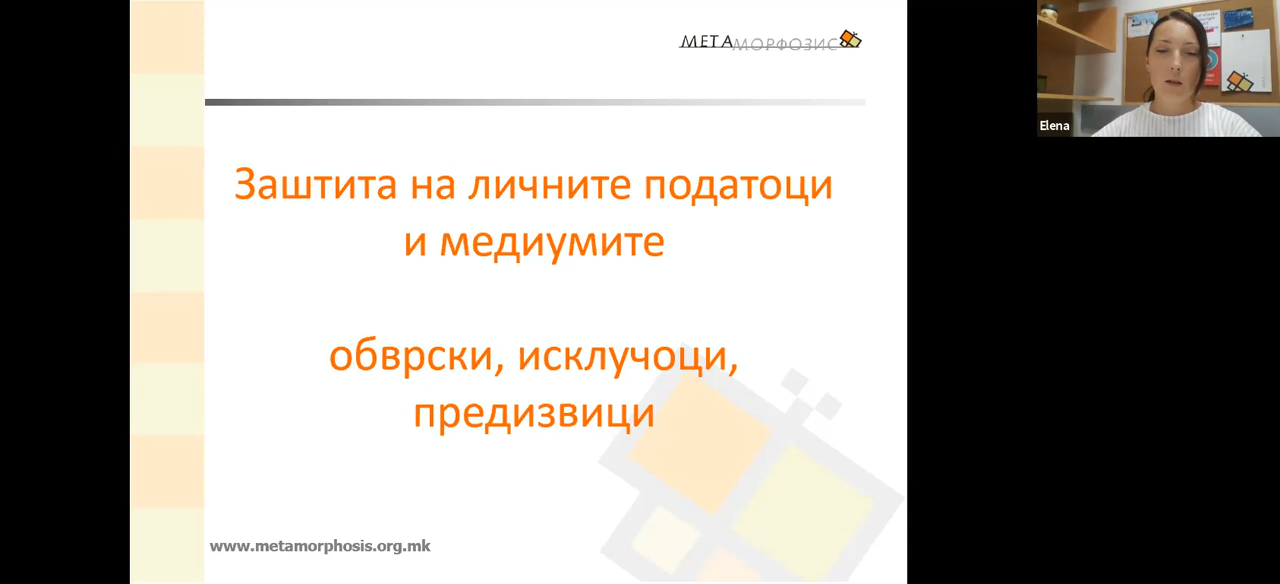 МЕТАМОРФОЗИС
Elena
Заштита на личните податоци
и медиумите
обврски, исклучоци,
предизвици
www.metamorphosis.org.mk